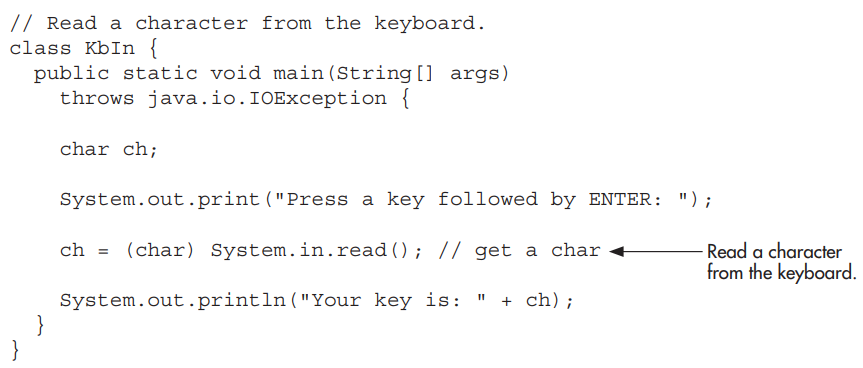 // Read a character from the keyboard.
class KbIn {
  public static void main(String[] args)
    throws java.io.IOException {
    char ch;
    System.out.print("Press a key followed by ENTER: ");
    ch = (char) System.in.read(); // get a char
Read a character
from the keyboard.
    System.out.println("Your key is: " + ch);
  }
}